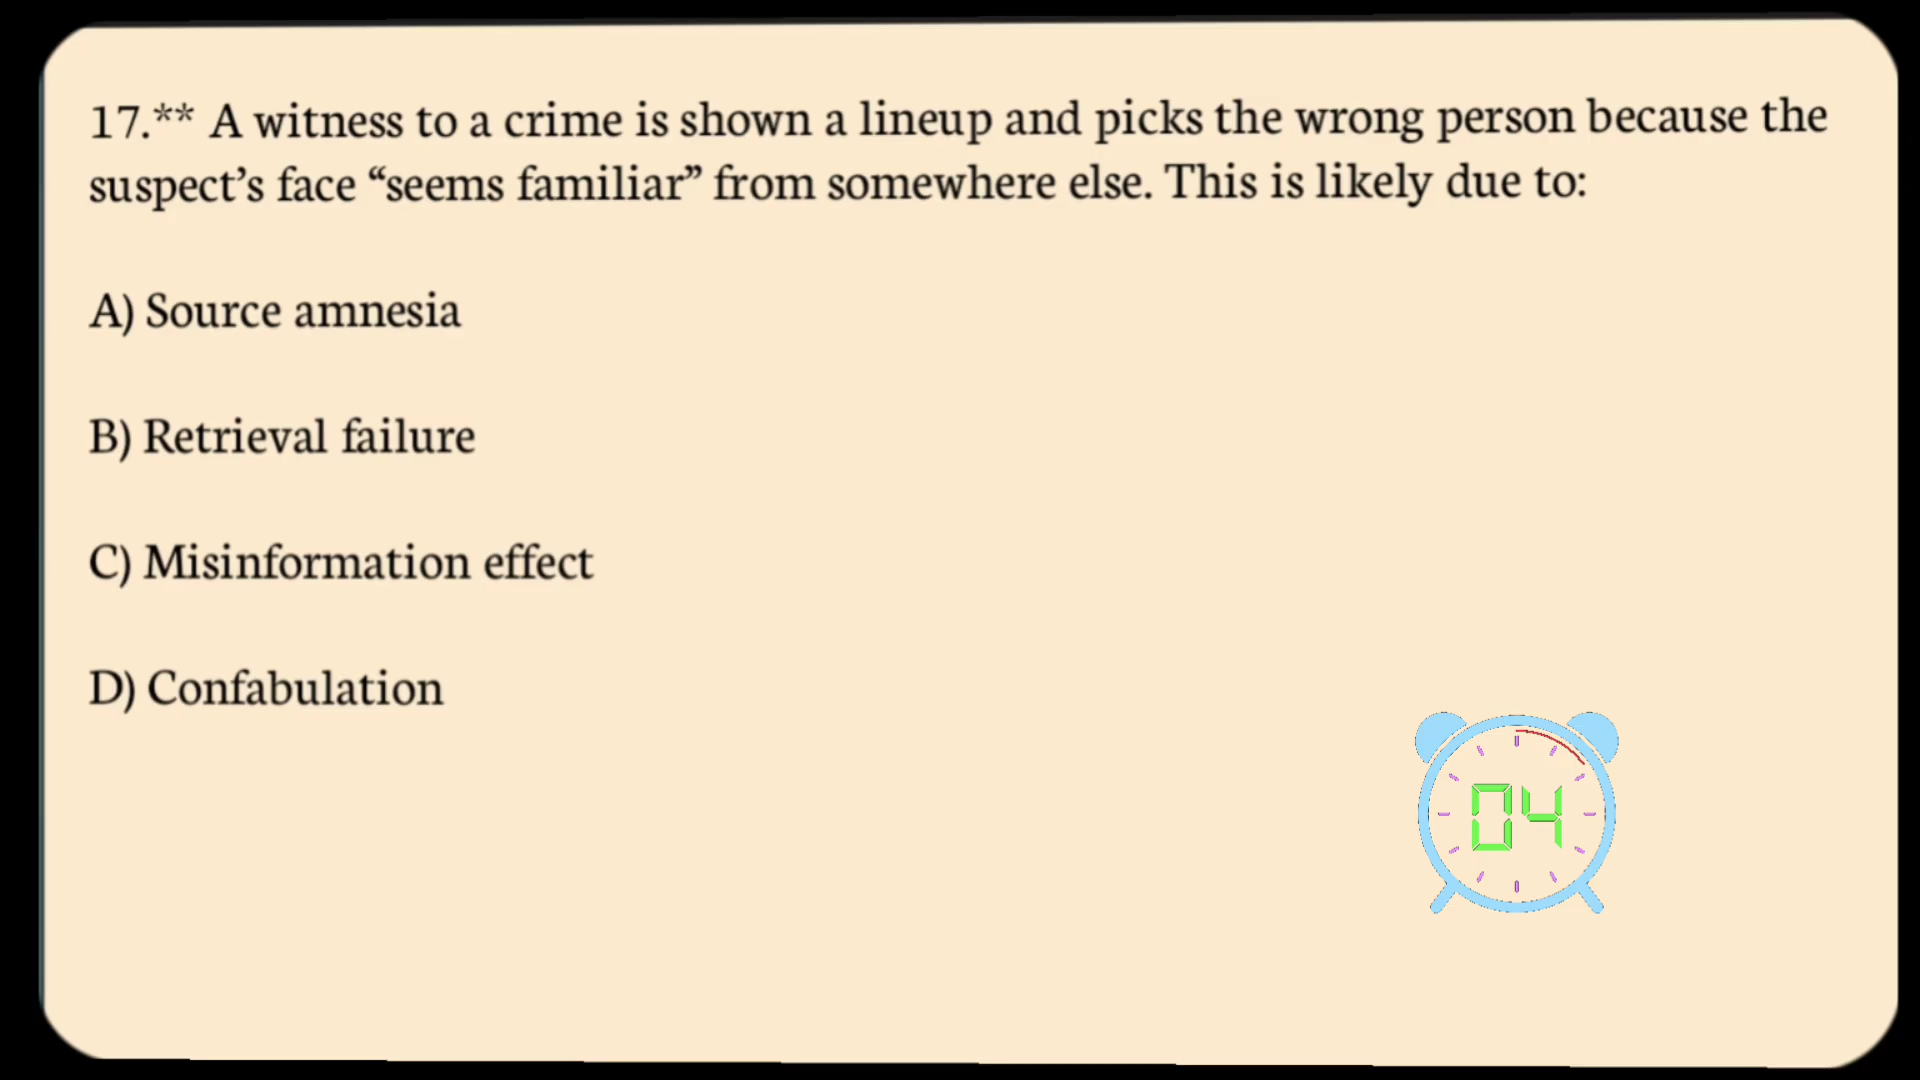 17.** A witness to a crime is shown a lineup and picks the wrong person because the
suspect’s face “seems familiar” from somewhere else. This is likely due to:
A) Source amnesia
B) Retrieval failure
C) Misinformation effect
D) Confabulation
04